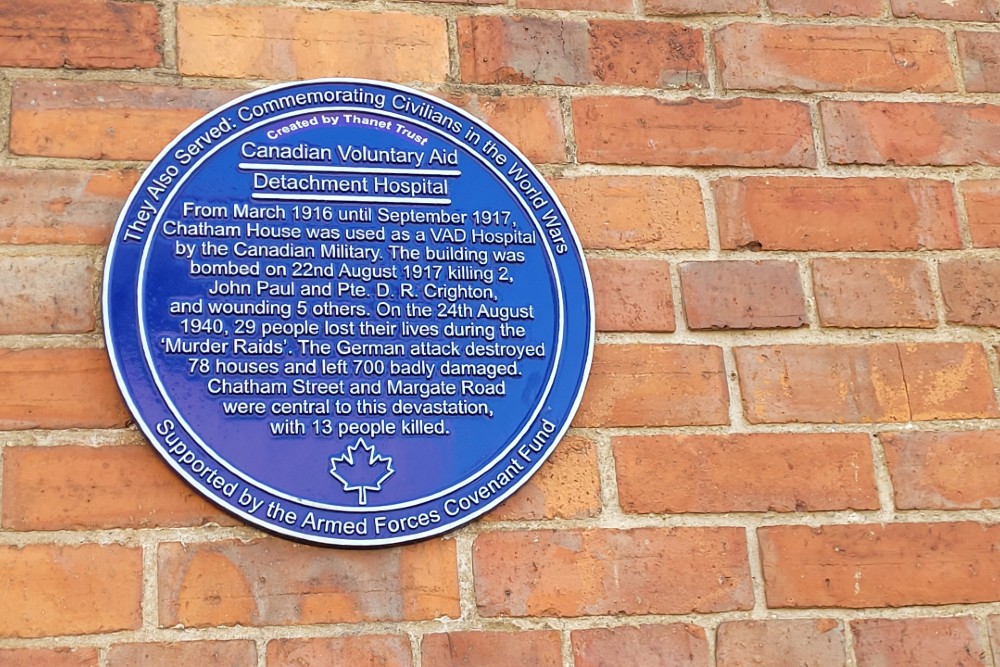 They Also Served: Commemorating Civilians in the World Wars
Created by Thanet Trust
Canadian Voluntary Aid
Detachment Hospital
From March 1916 until September 1917,
Chatham House was used as a VAD Hospital
by the Canadian Military. The building was
bombed on 22nd August 1917 killing 2,
John Paul and Pte. D. R. Crighton,
and wounding 5 others. On the 24th August
1940, 29 people lost their lives during the
‘Murder Raids’. The German attack destroyed
78 houses and left 700 badly damaged.
Chatham Street and Margate Road
were central to this devastation,
with 13 people killed.
Supported by the Armed Forces Covenant Fund